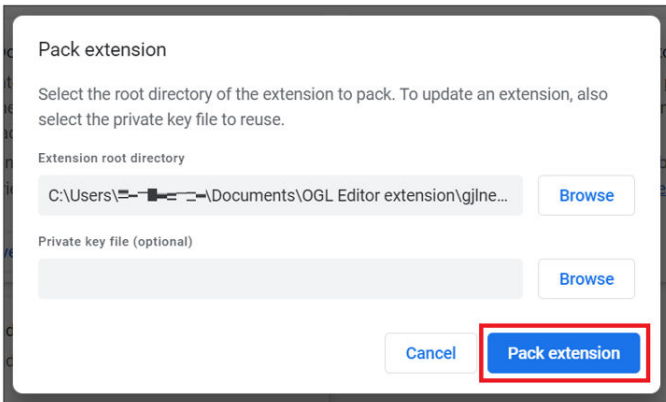 Pack extension
Select the root directory of the extension to pack. To update an extension, also
select the private key file to reuse.
Extension root directory
C:\Users\ \Documents\OGL Editor extension\gjlne...
Browse
Private key file (optional)
Browse
Cancel
Pack extension